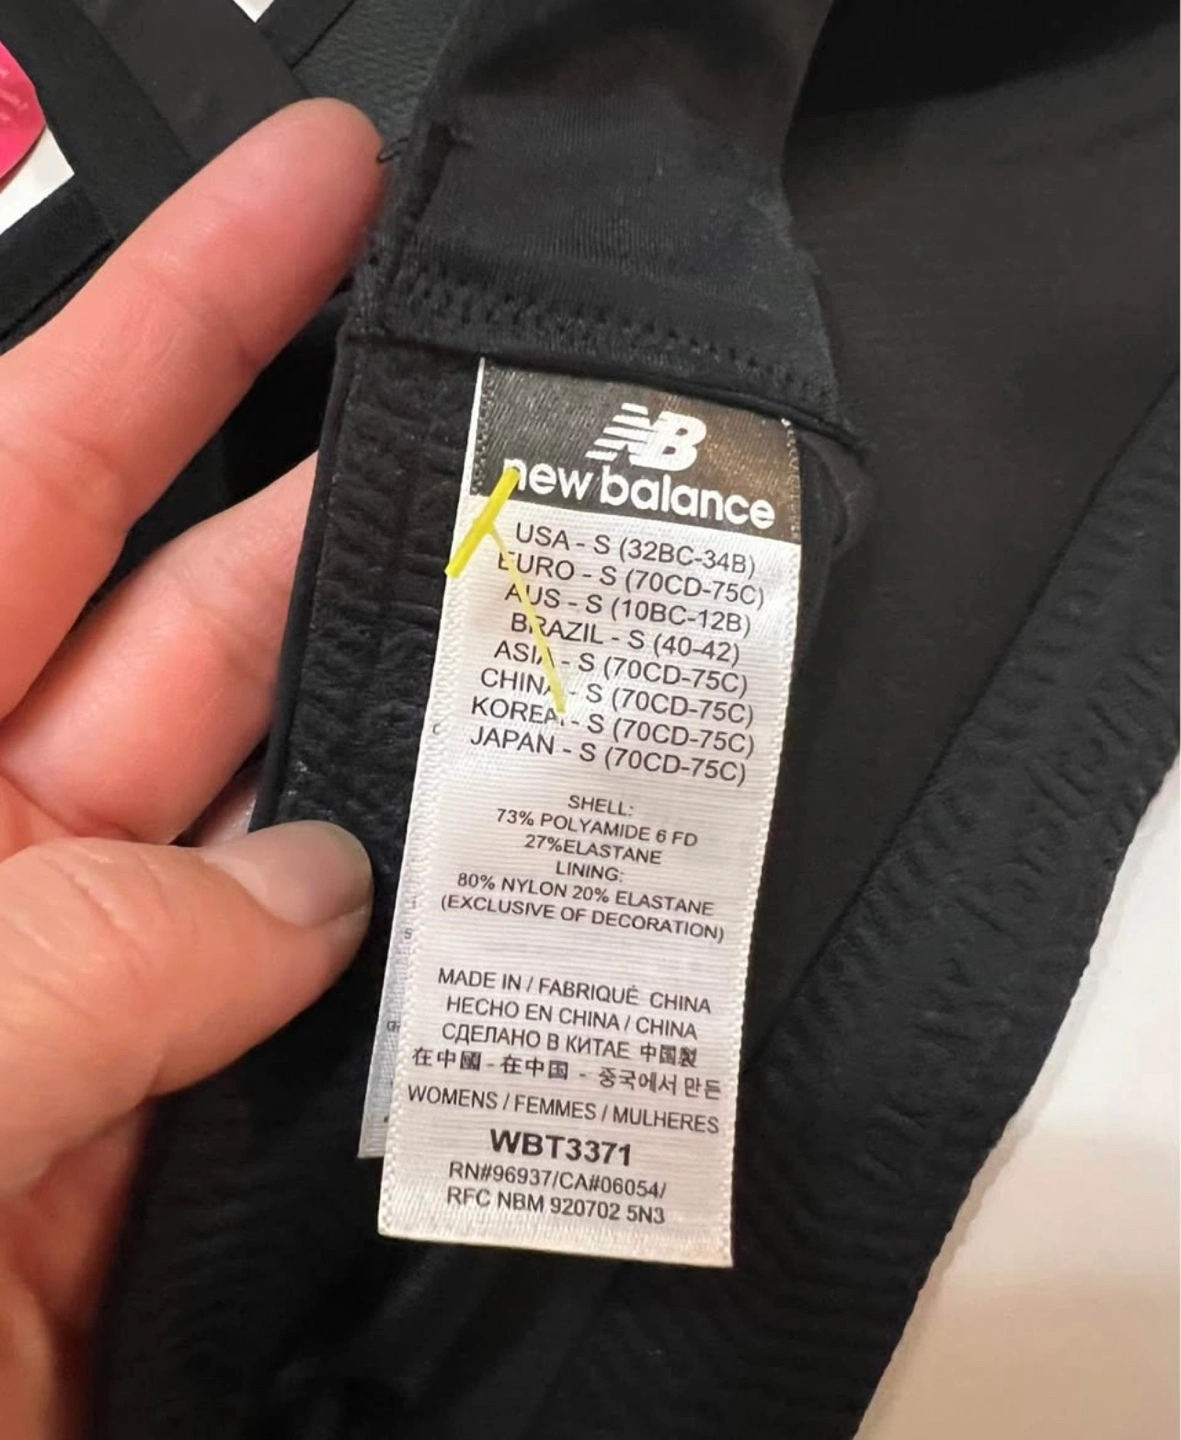 NB
new balance
USA - S (32BC-34B)
EURO - S (70CD-75C)
AUS - S (10BC-12B)
BRAZIL - S (40-42)
ASIA - S (70CD-75C)
CHINA - S (70CD-75C)
KOREA - S (70CD-75C)
JAPAN - S (70CD-75C)
SHELL:
73% POLYAMIDE 6 FD
27%ELASTANE
LINING:
80% NYLON 20% ELASTANE
(EXCLUSIVE OF DECORATION)
MADE IN / FABRIQUÉ CHINA
HECHO EN CHINA / CHINA
СДЕЛАНО В КИТАЕ 中国製
在中國 - 在中国 - 중국에서 만든
WOMENS / FEMMES / MULHERES
WBT3371
RN#96937/CA#06054/
RFC NBM 920702 5N3